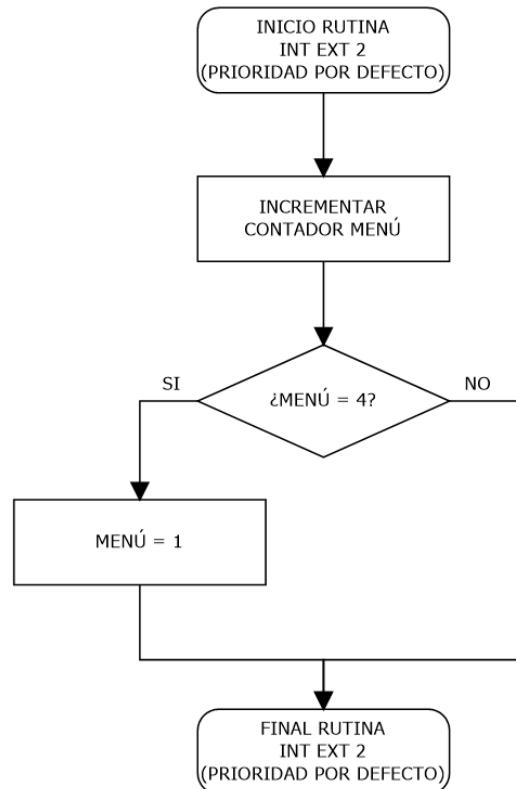 INICIO RUTINA
INT EXT 2
(PRIORIDAD POR DEFECTO)
INCREMENTAR
CONTADOR MENÚ
SI
¿MENÚ = 4?
NO
MENÚ = 1
FINAL RUTINA
INT EXT 2
(PRIORIDAD POR DEFECTO)